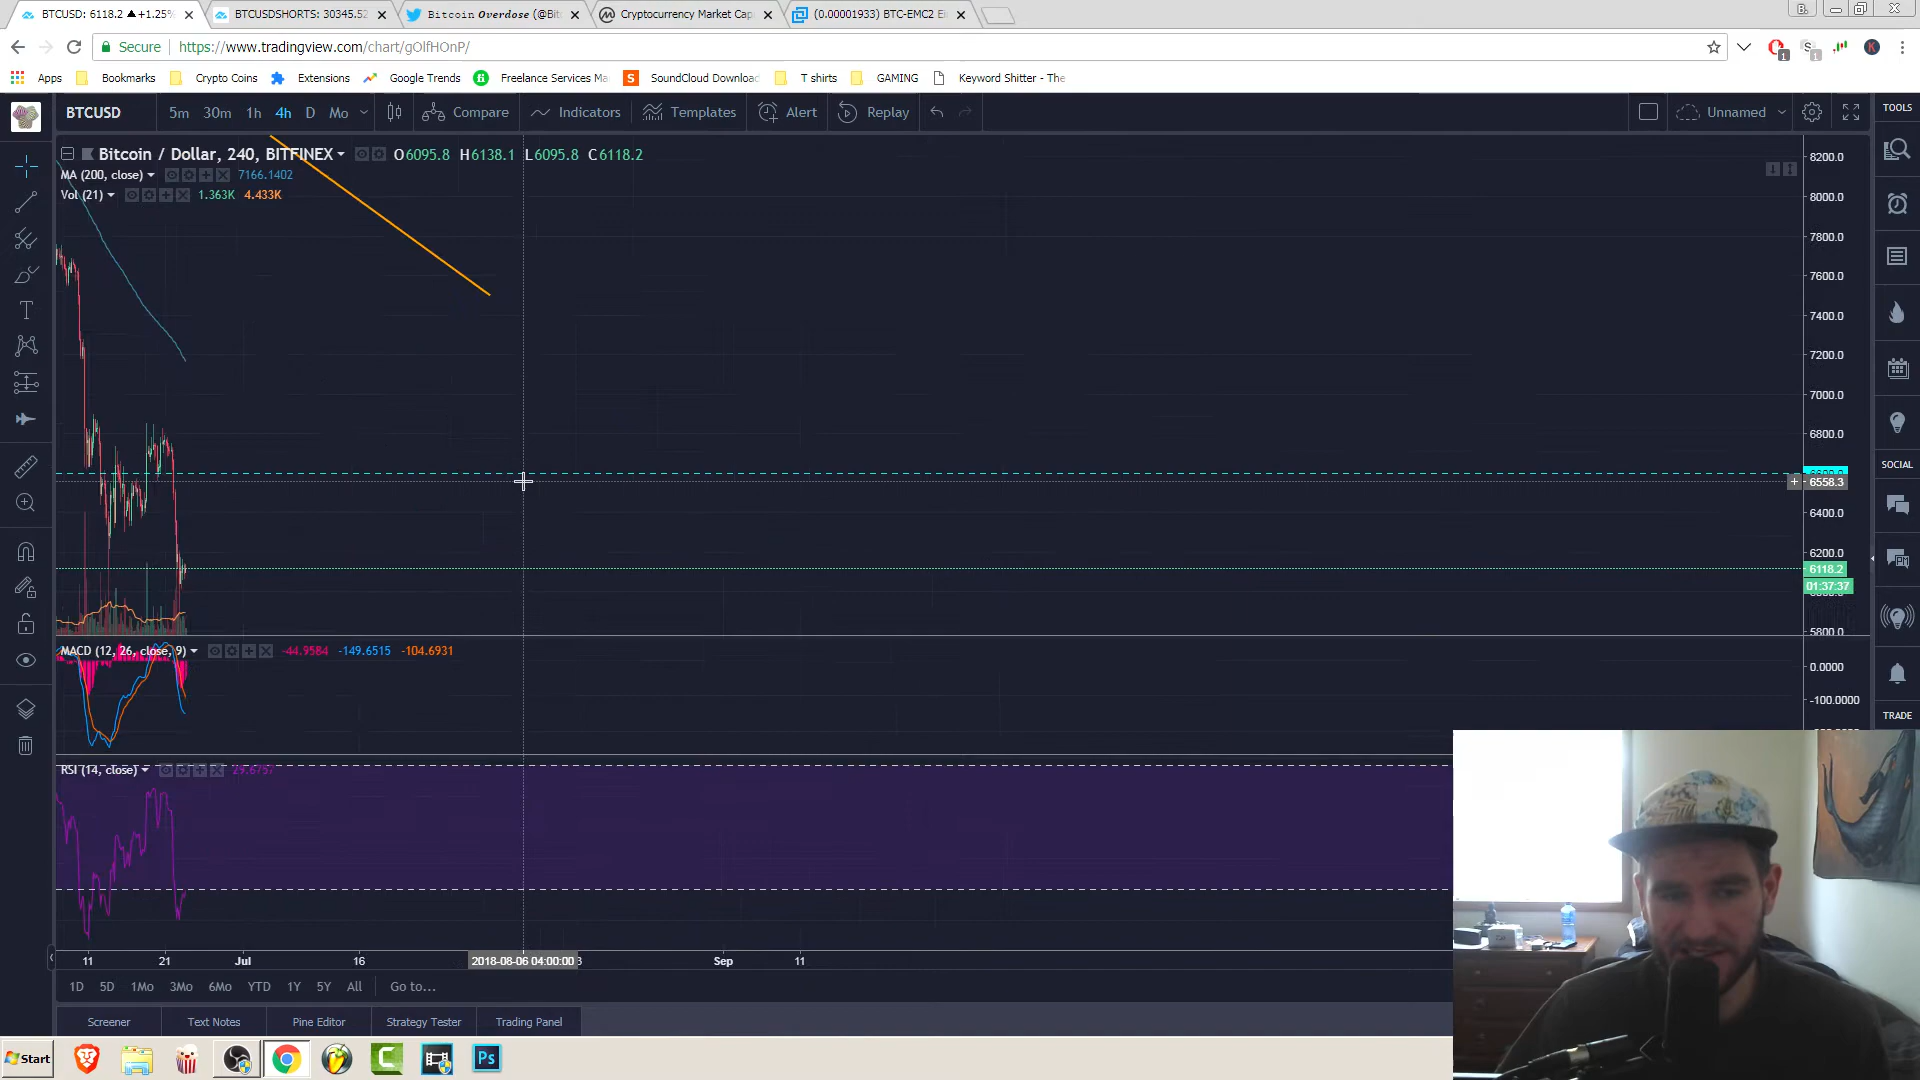 BTCUSD: 6118.2 ▲+1.25%
BTCUSDSHORTS: 30345.52
Bitcoin Overdose (@Bit
Cryptocurrency Market Cap
(0.00001933) BTC-EMC2 Ei
B.
Secure
https://www.tradingview.com/chart/gOlfHOnP/
Apps
Bookmarks
Crypto Coins
Extensions
Google Trends
Freelance Services Ma
SoundCloud Download
T shirts
GAMING
Keyword Shitter - The
BTCUSD
5m
30m
1h
4h
D
Mo
Compare
Indicators
Templates
Alert
Replay
Unnamed
TOOLS
Bitcoin / Dollar, 240, BITFINEX
O6095.8 H6138.1 L6095.8 C6118.2
MA (200, close)
7166.1402
Vol (21)
1.363K 4.433K
8200.0
8000.0
7800.0
7600.0
7400.0
7200.0
7000.0
6800.0
6558.3
6400.0
6200.0
6118.2
01:37:37
5800.0
SOCIAL
TRADE
MACD (12, 26, close, 9)
-44.9584 -149.6515 -104.6931
0.0000
-100.0000
RSI (14, close)
29.6757
11
21
Jul
16
2018-08-06 04:00:00
Sep
11
1D
5D
1Mo
3Mo
6Mo
YTD
1Y
5Y
All
Go to...
Screener
Text Notes
Pine Editor
Strategy Tester
Trading Panel
Start
Ps